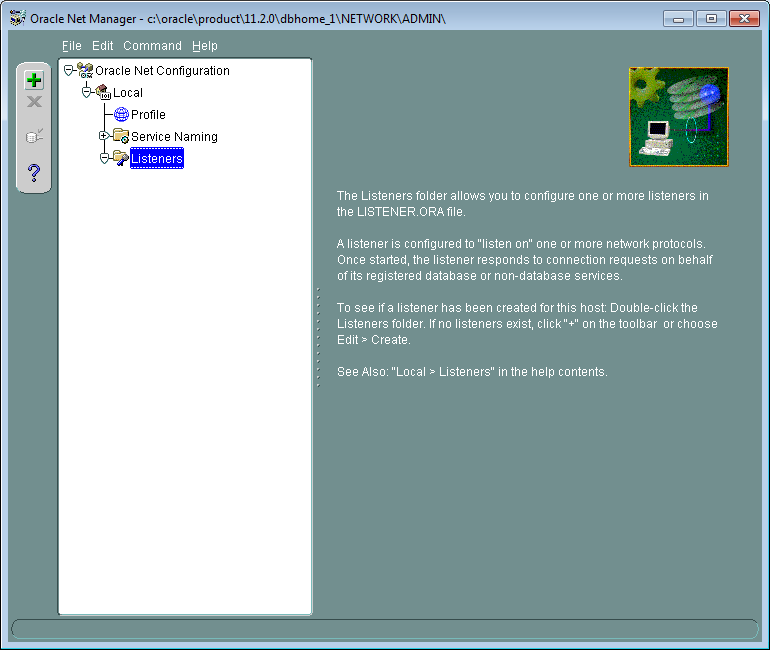 Oracle Net Manager - c:\oracle\product\11.2.0\dbhome_1\NETWORK\ADMIN\
File Edit Command Help
Oracle Net Configuration
Local
Profile
Service Naming
Listeners
The Listeners folder allows you to configure one or more listeners in
the LISTENER.ORA file.
A listener is configured to "listen on" one or more network protocols.
Once started, the listener responds to connection requests on behalf
of its registered database or non-database services.
To see if a listener has been created for this host: Double-click the
Listeners folder. If no listeners exist, click "+" on the toolbar or choose
Edit > Create.
See Also: "Local > Listeners" in the help contents.